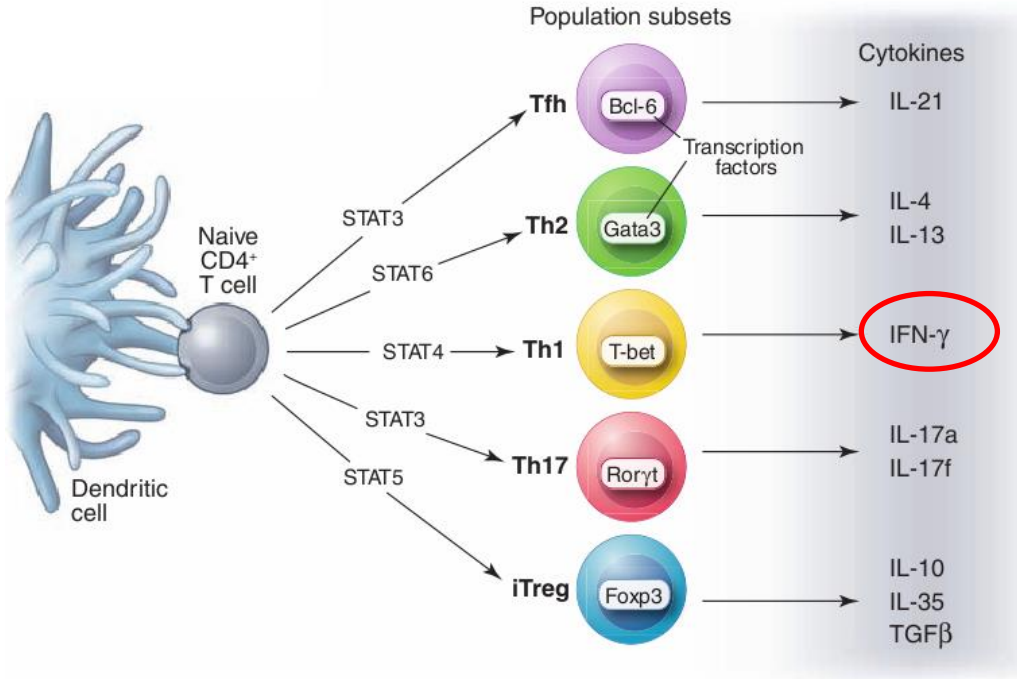 Population subsets
Cytokines
Tfh
Bcl-6
IL-21
Transcription
factors
STAT3
Th2
Gata3
IL-4
IL-13
Naive
CD4⁺
T cell
STAT6
STAT4
Th1
T-bet
IFN-γ
STAT3
Th17
Rorγt
IL-17a
IL-17f
STAT5
Dendritic
cell
iTreg
Foxp3
IL-10
IL-35
TGFβ